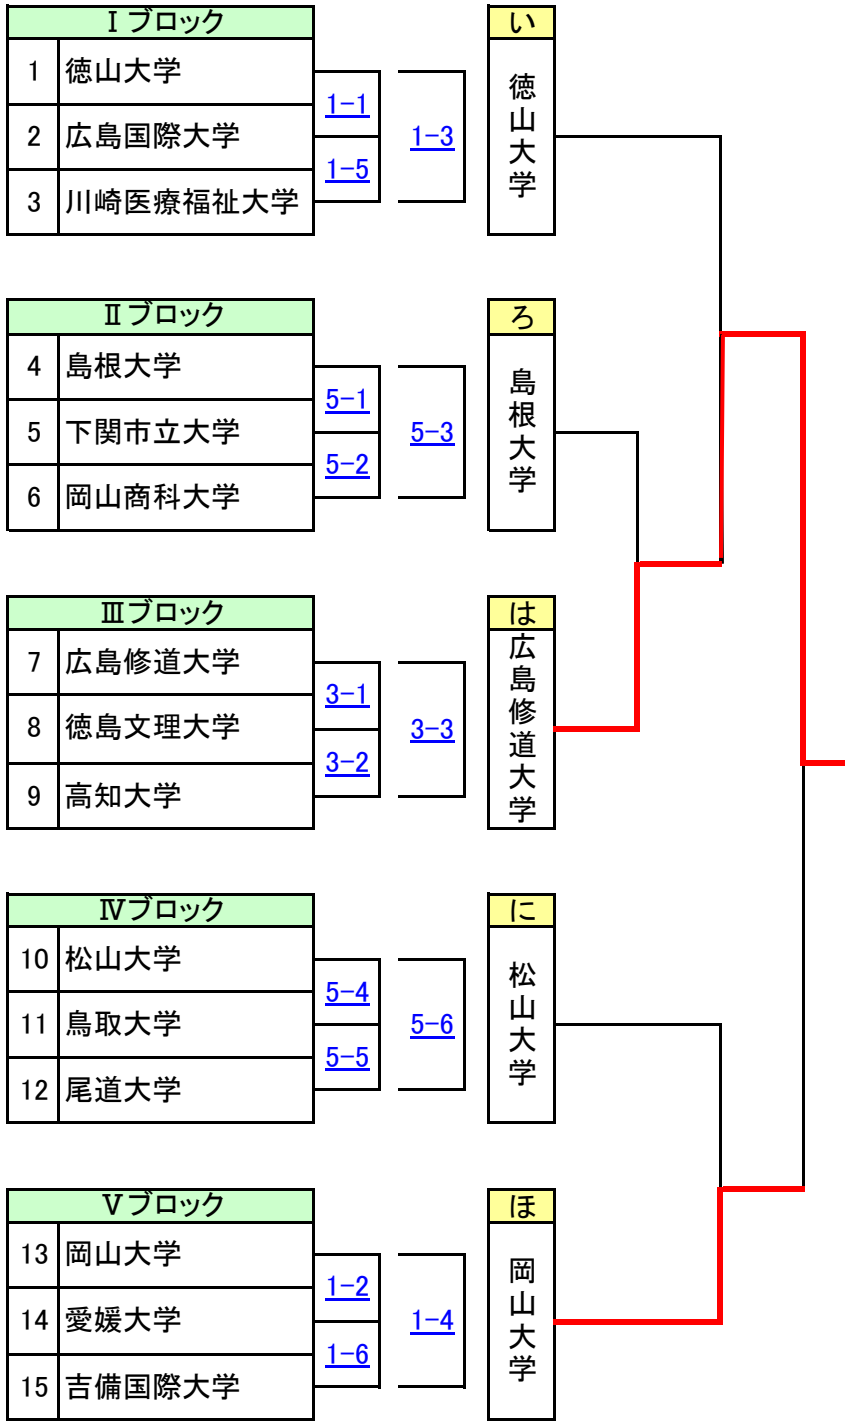 Ⅰブロック
1 徳山大学
2 広島国際大学
3 川崎医療福祉大学
1-1
1-5
1-3
い
徳山大学
Ⅱブロック
4 島根大学
5 下関市立大学
6 岡山商科大学
5-1
5-2
5-3
ろ
島根大学
Ⅲブロック
7 広島修道大学
8 徳島文理大学
9 高知大学
3-1
3-2
3-3
は
広島修道大学
Ⅳブロック
10 松山大学
11 鳥取大学
12 尾道大学
5-4
5-5
5-6
に
松山大学
Ⅴブロック
13 岡山大学
14 愛媛大学
15 吉備国際大学
1-2
1-6
1-4
ほ
岡山大学